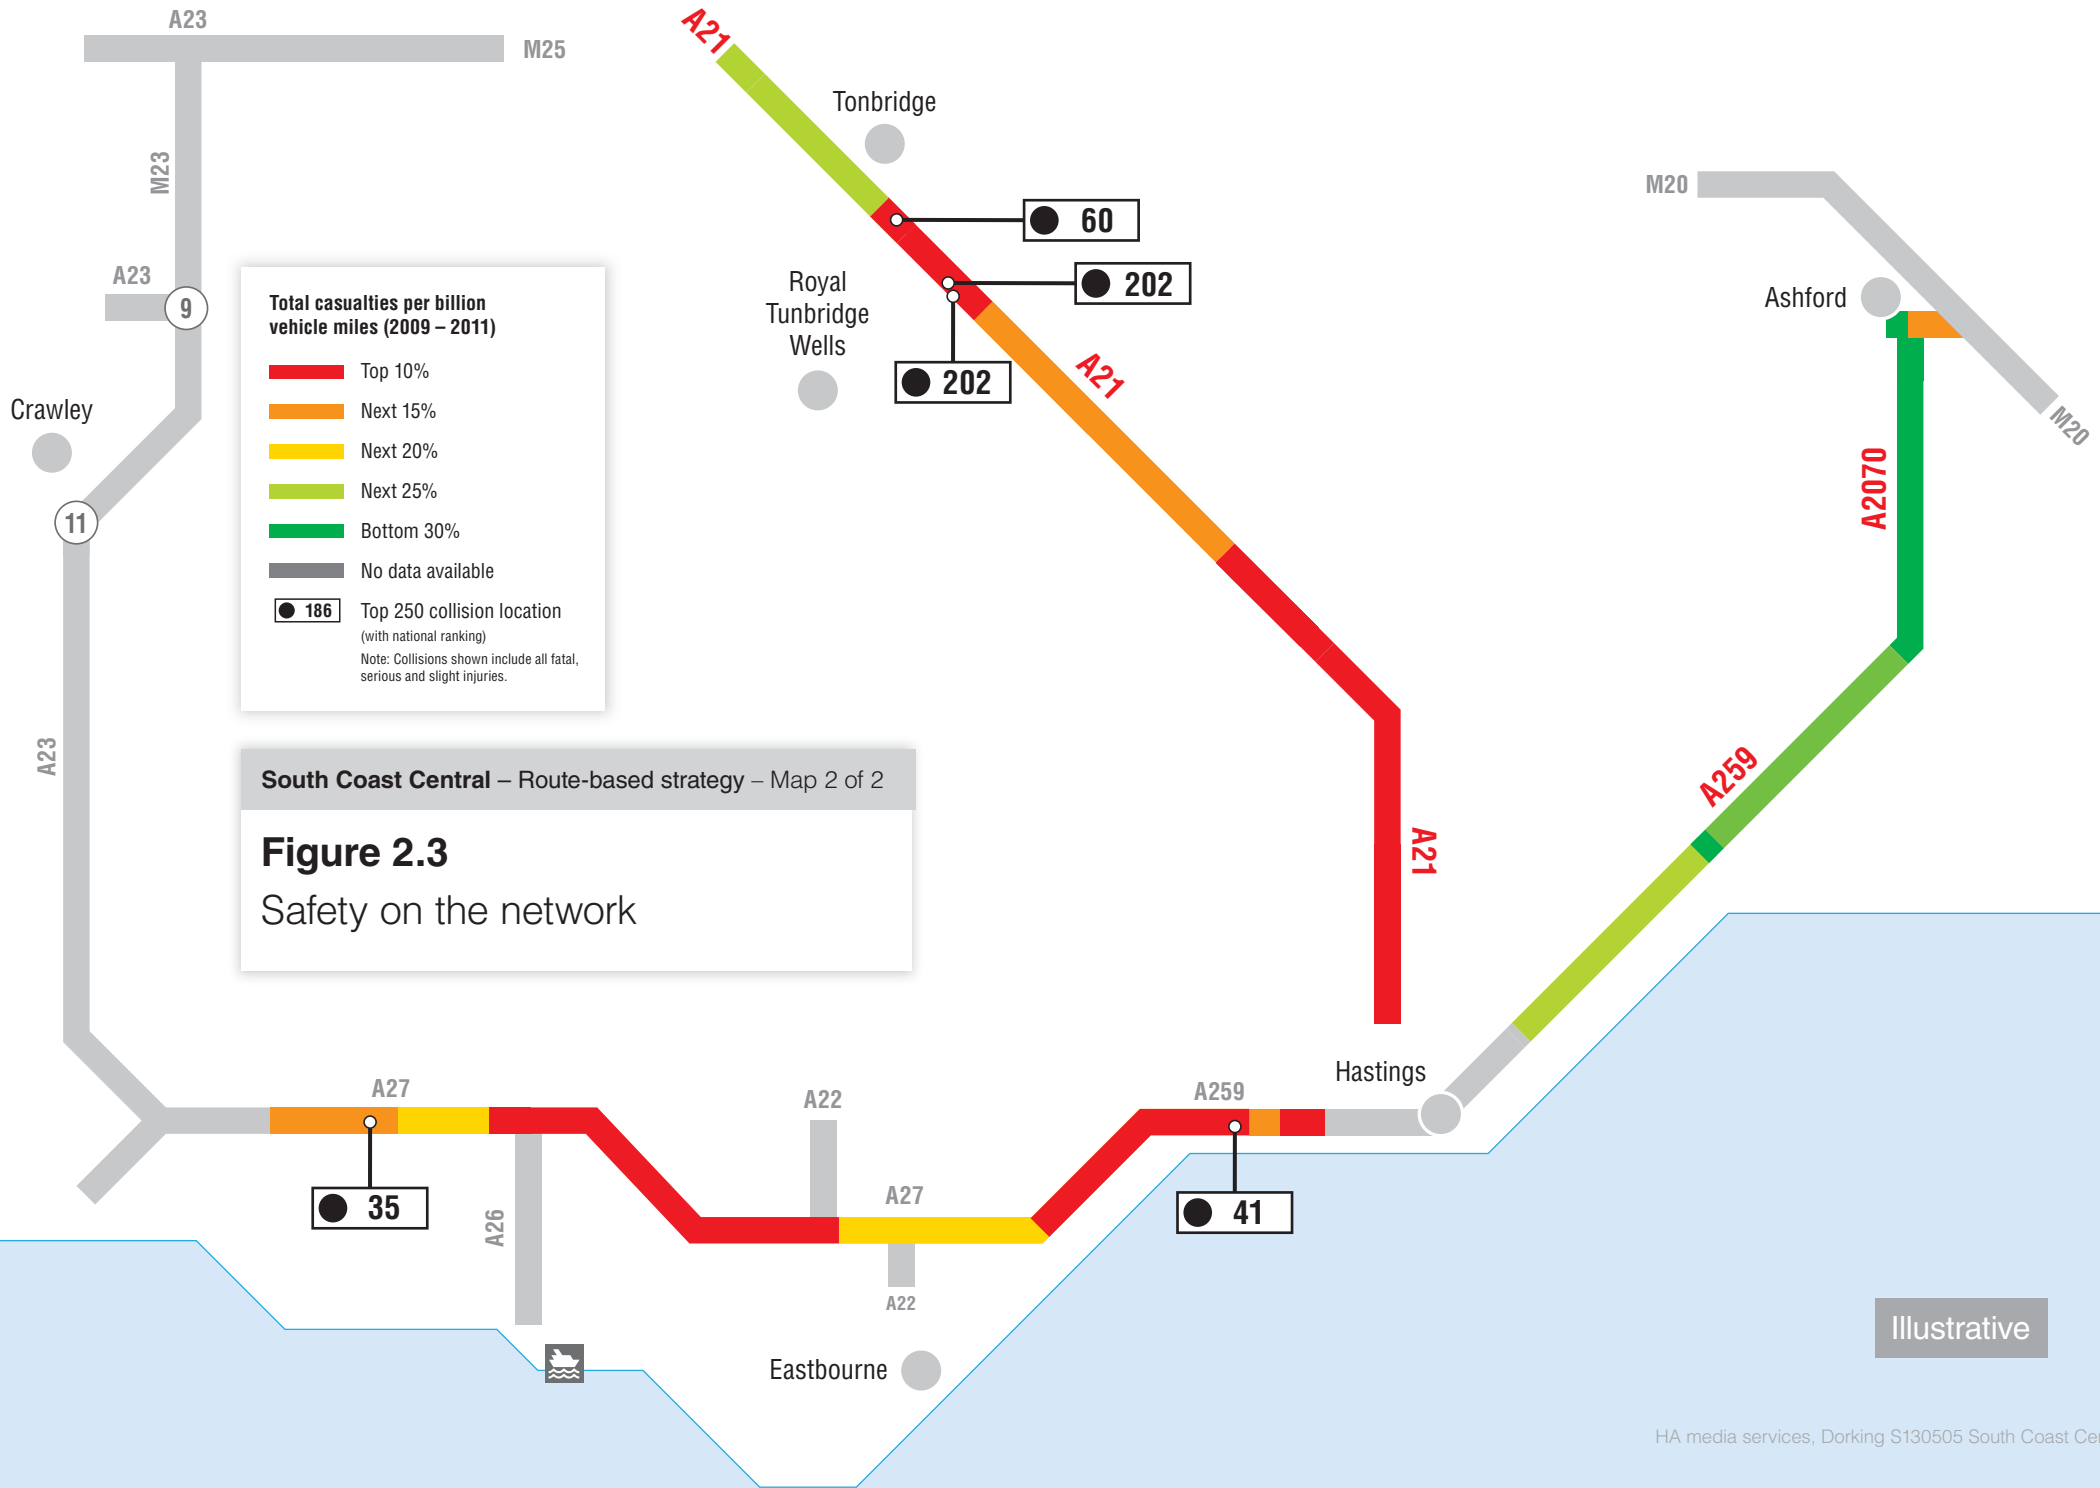 A23
M25
M23
A23
9
Crawley
11
A23
Total casualties per billion
vehicle miles (2009 – 2011)
Top 10%
Next 15%
Next 20%
Next 25%
Bottom 30%
No data available
186
Top 250 collision location
(with national ranking)
Note: Collisions shown include all fatal,
serious and slight injuries.
South Coast Central – Route-based strategy – Map 2 of 2
Figure 2.3
Safety on the network
A21
Tonbridge
60
202
Royal
Tunbridge
Wells
202
A21
A21
M20
Ashford
M20
A2070
A259
Hastings
A259
41
A27
35
A26
A22
A27
A22
Eastbourne
Illustrative
HA media services, Dorking S130505 South Coast Cen